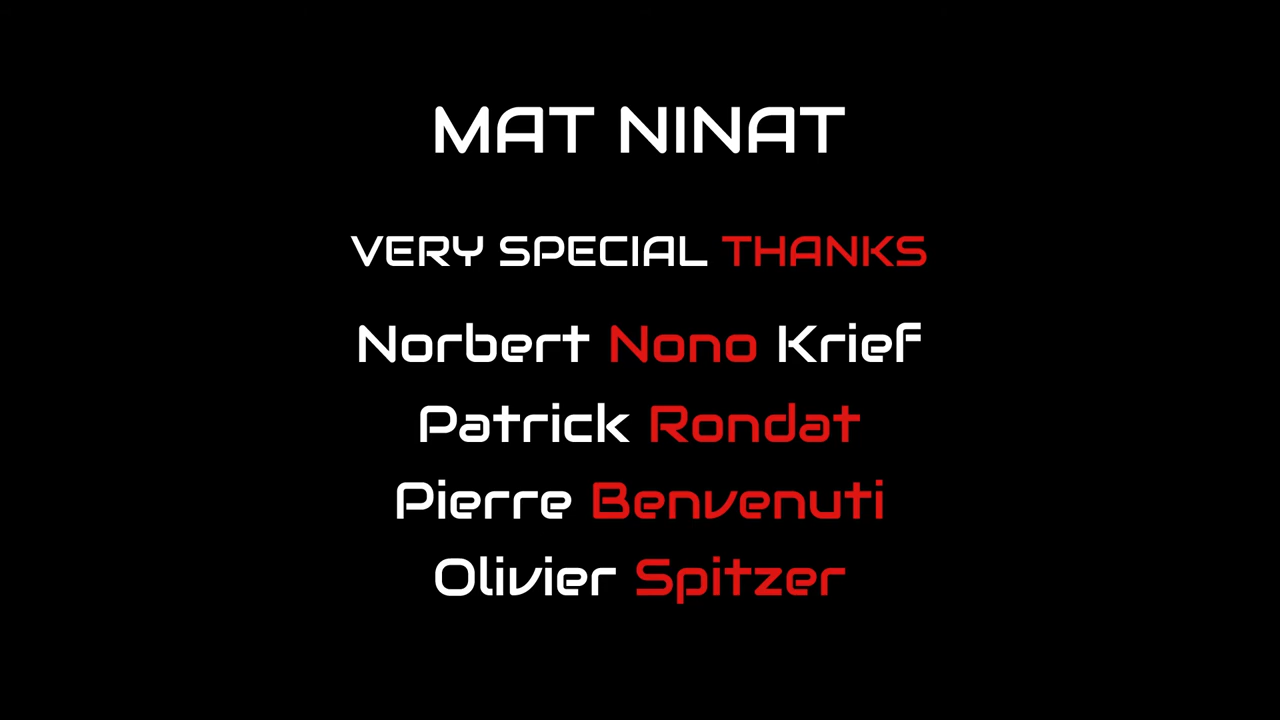 MAT NINAT
VERY SPECIAL THANKS
Norbert Nono Krief
Patrick Rondat
Pierre Benvenuti
Olivier Spitzer